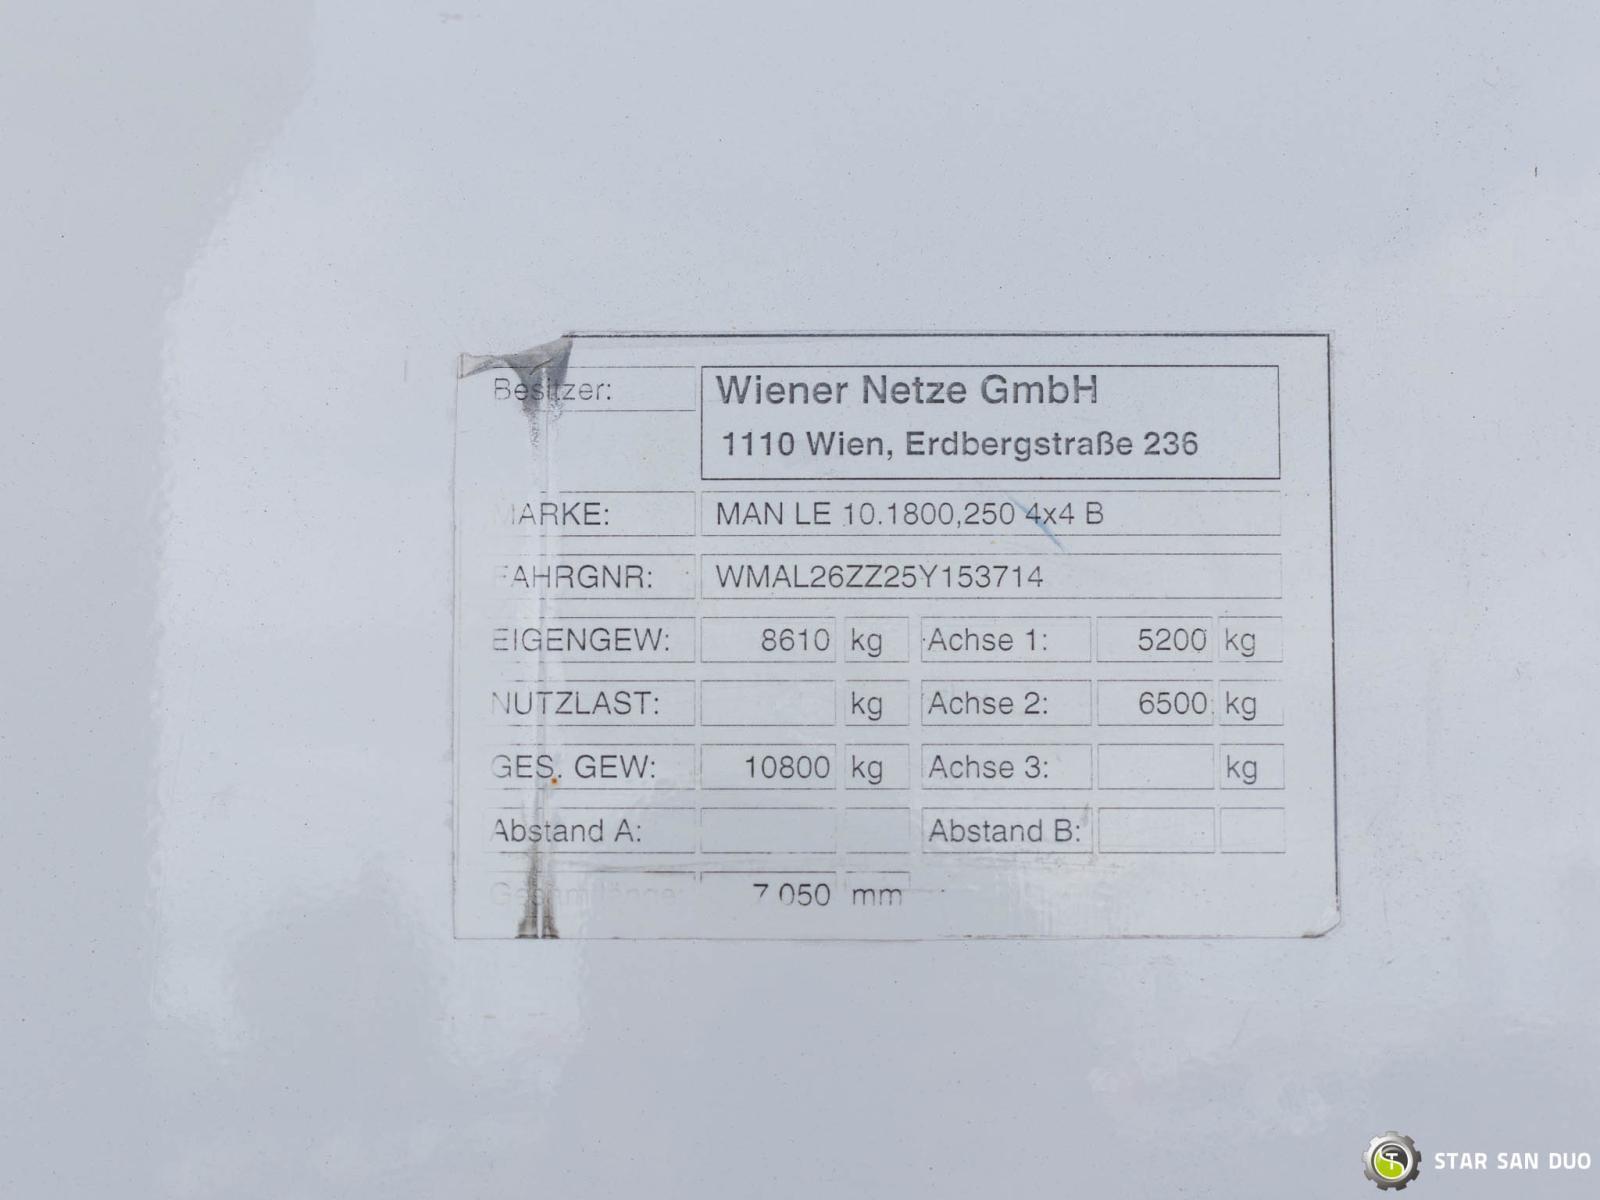 Besitzer: Wiener Netze GmbH
1110 Wien, Erdbergstraße 236
MARKE: MAN LE 10.1800,250 4x4 B
FAHRGNR: WMAL26ZZ25Y153714
EIGENGEW: 8610 kg Achse 1: 5200 kg
NUTZLAST: kg Achse 2: 6500 kg
GES. GEW: 10800 kg Achse 3: kg
Abstand A: Abstand B:
Gesamtlänge: 7 050 mm
STAR SAN DUO